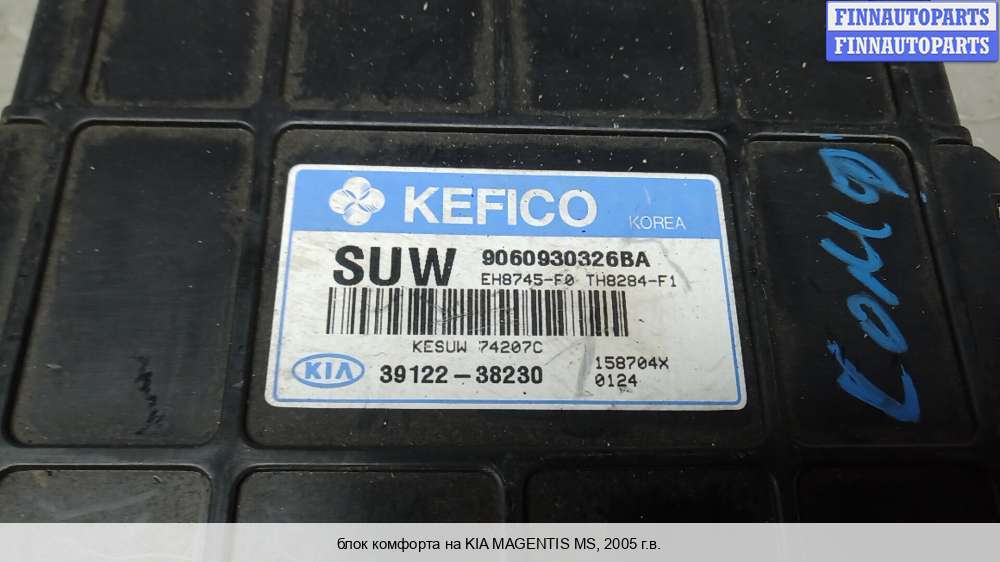 FINNAUTOPARTS
FINNAUTOPARTS
KEFICO KOREA
SUW 9060930326BA
EH8745-F0 TH8284-F1
KESUW 74207C
KIA 39122-38230
158704X
0124
блок комфорта на KIA MAGENTIS MS, 2005 г.в.